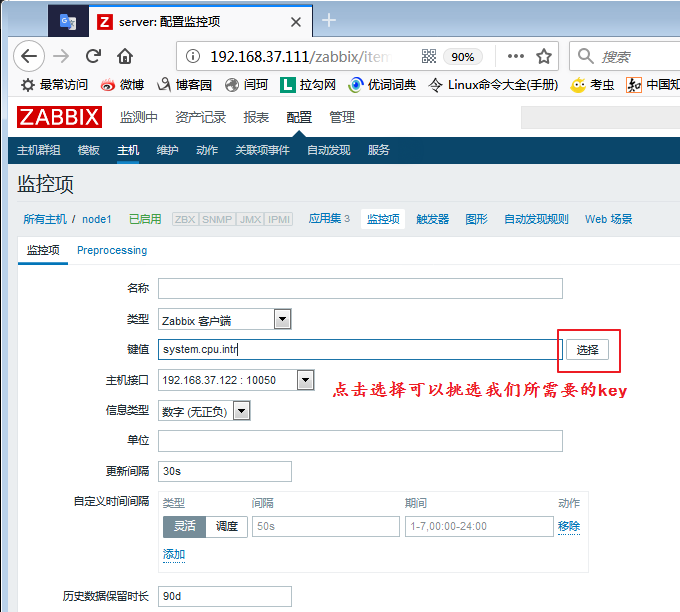 server: 配置监控项
192.168.37.111/zabbix/item
90%
搜索
最常访问 微博 博客园 闫珂 拉勾网 优词词典 Linux命令大全(手册) 考虫 中国知
ZABBIX 监测中 资产记录 报表 配置 管理
主机群组 模板 主机 维护 动作 关联项事件 自动发现 服务
监控项
所有主机 / node1 已启用 ZBX SNMP JMX IPMI 应用集 3 监控项 触发器 图形 自动发现规则 Web 场景
监控项 Preprocessing
名称
类型 Zabbix 客户端
键值 system.cpu.intr 选择
主机接口 192.168.37.122 : 10050
点击选择可以挑选我们所需要的key
信息类型 数字 (无正负)
单位
更新间隔 30s
自定义时间间隔 类型 间隔 期间 动作
灵活 调度 50s 1-7,00:00-24:00 移除
添加
历史数据保留时长 90d